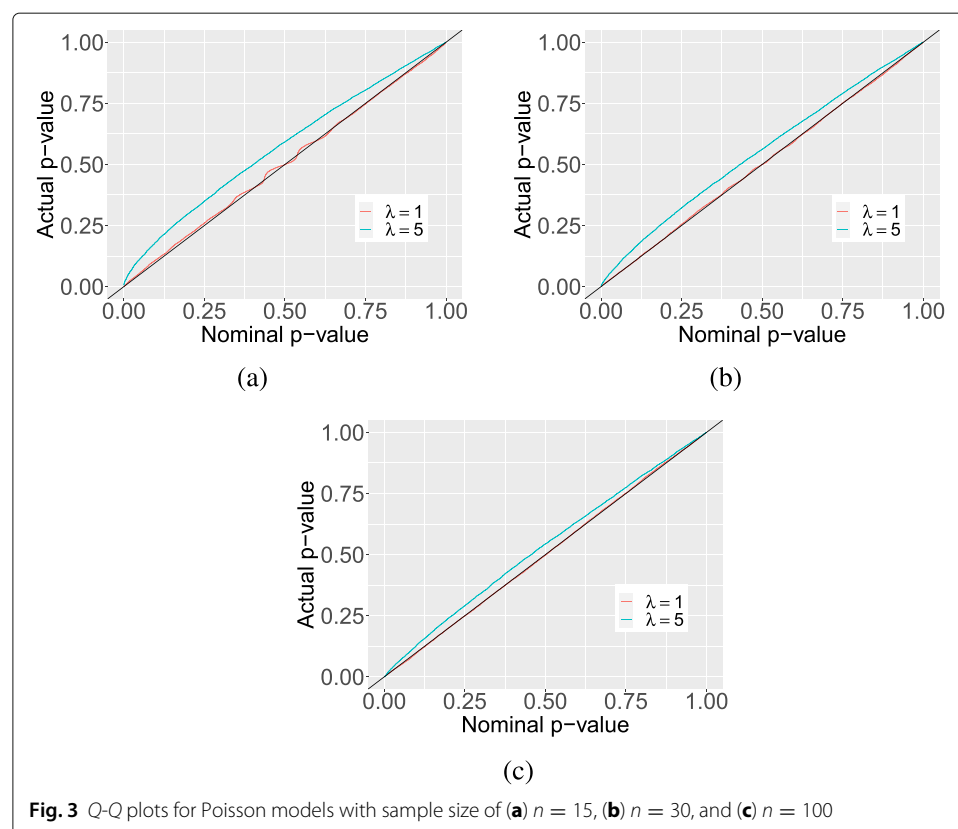 1.00
0.75
0.50
0.25
0.00
Actual p−value
λ = 1
λ = 5
0.00 0.25 0.50 0.75 1.00
Nominal p−value
(a)
1.00
0.75
0.50
0.25
0.00
Actual p−value
λ = 1
λ = 5
0.00 0.25 0.50 0.75 1.00
Nominal p−value
(b)
1.00
0.75
0.50
0.25
0.00
Actual p−value
λ = 1
λ = 5
0.00 0.25 0.50 0.75 1.00
Nominal p−value
(c)
Fig. 3 Q-Q plots for Poisson models with sample size of (a) n = 15, (b) n = 30, and (c) n = 100